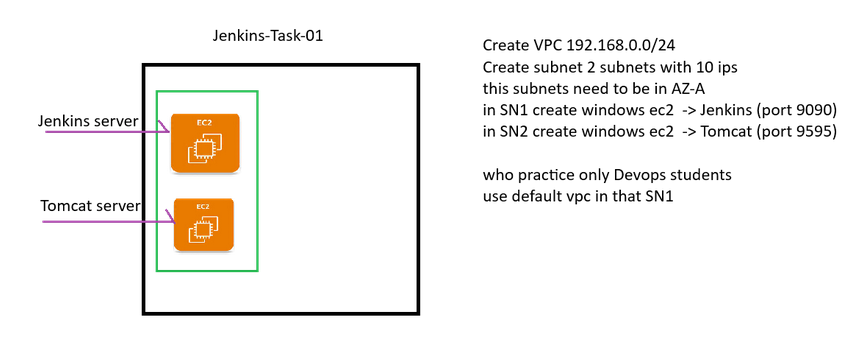 Jenkins-Task-01
Jenkins server
EC2
Tomcat server
EC2
Create VPC 192.168.0.0/24
Create subnet 2 subnets with 10 ips
this subnets need to be in AZ-A
in SN1 create windows ec2 -> Jenkins (port 9090)
in SN2 create windows ec2 -> Tomcat (port 9595)
who practice only Devops students
use default vpc in that SN1